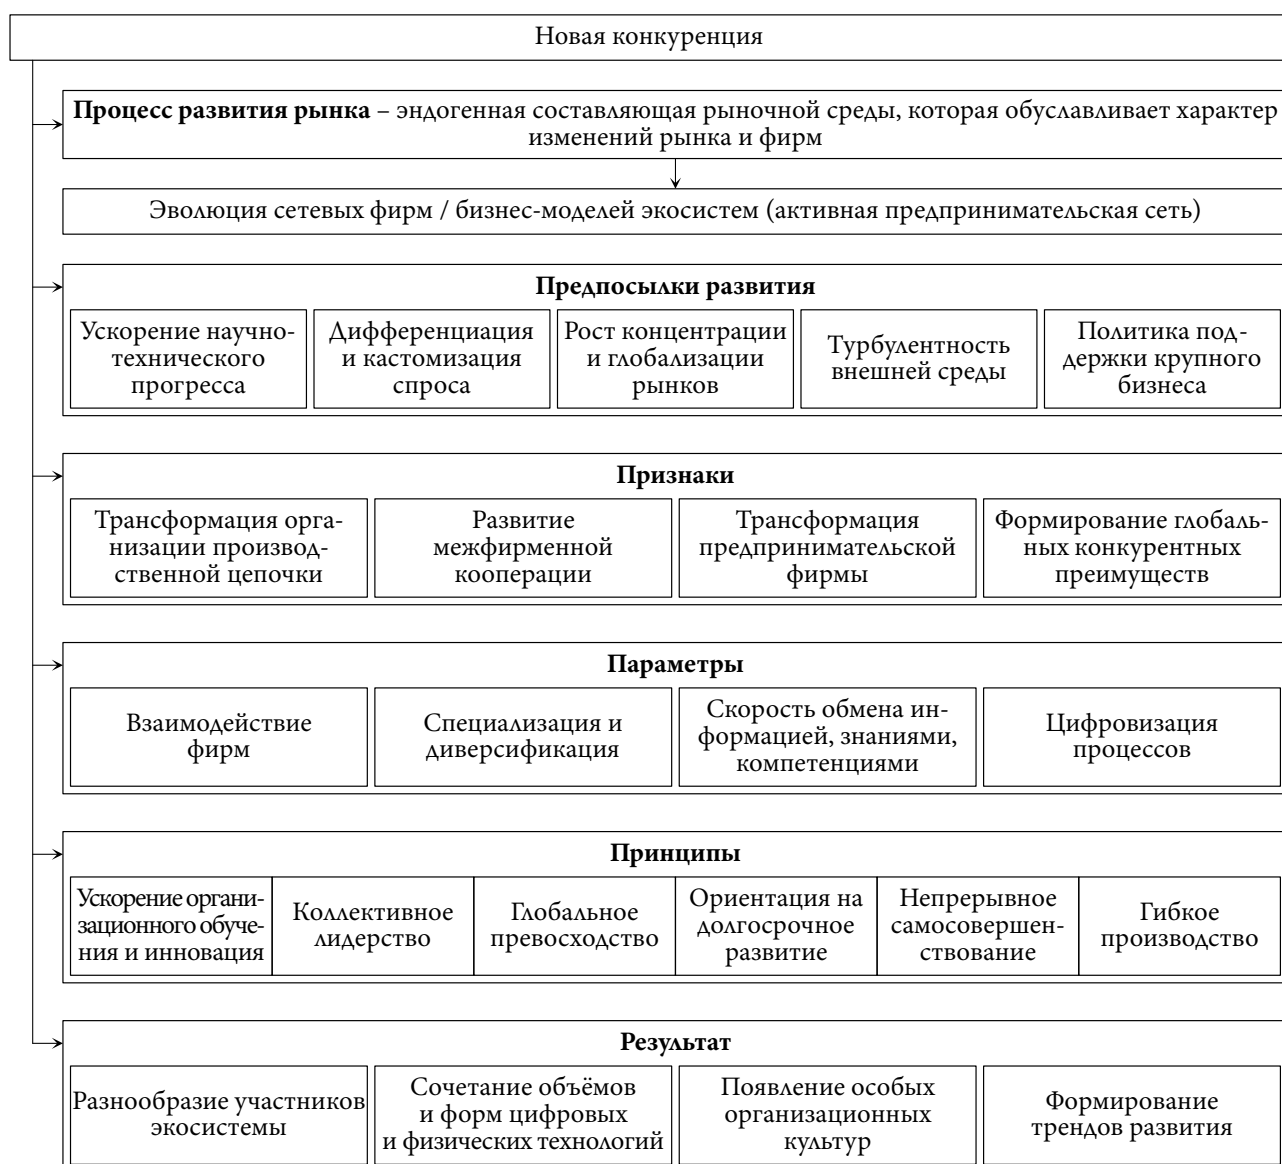 Новая конкуренция
Процесс развития рынка – эндогенная составляющая рыночной среды, которая обуславливает характер
изменений рынка и фирм
Эволюция сетевых фирм / бизнес-моделей экосистем (активная предпринимательская сеть)
Предпосылки развития
Ускорение научно-
технического
прогресса
Дифференциация
и кастомизация
спроса
Рост концентрации
и глобализации
рынков
Турбулентность
внешней среды
Политика под-
держки крупного
бизнеса
Признаки
Трансформация орга-
низации производ-
ственной цепочки
Развитие
межфирменной
кооперации
Трансформация
предпринимательской
фирмы
Формирование глобаль-
ных конкурентных
преимуществ
Параметры
Взаимодействие
фирм
Специализация и
диверсификация
Скорость обмена ин-
формацией, знаниями,
компетенциями
Цифровизация
процессов
Принципы
Ускорение органи-
зационного обуче-
ния и инновация
Коллективное
лидерство
Глобальное
превосходство
Ориентация на
долгосрочное
развитие
Непрерывное
самосовершен-
ствование
Гибкое
производство
Результат
Разнообразие участников
экосистемы
Сочетание объёмов
и форм цифровых
и физических технологий
Появление особых
организационных
культур
Формирование
трендов развития